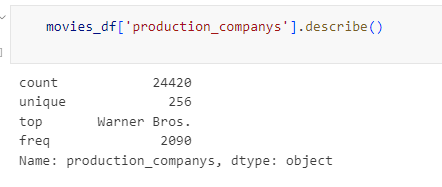 movies_df['production_companys'].describe()
count 24420
unique 256
top Warner Bros.
freq 2090
Name: production_companys, dtype: object